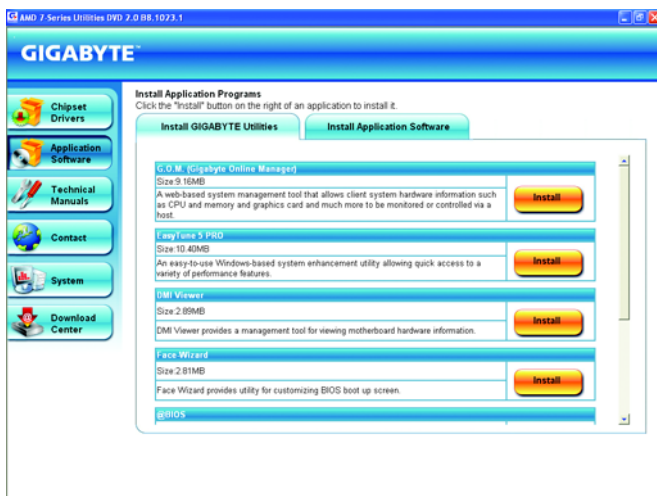 AMD 7-Series Utilities DVD 2.0 B8.1023.1
GIGABYTE™
Chipset
Drivers
Application
Software
Technical
Manuals
Contact
System
Download
Center
Install Application Programs
Click the "Install" button on the right of an application to install it.
Install GIGABYTE Utilities
Install Application Software
G.O.M. (Gigabyte Online Manager)
Size:9.16MB
A web-based system management tool that allows client system hardware information such
as CPU and memory and graphics card and much more to be monitored or controlled via a
host.
Install
EasyTune 5 PRO
Size:10.40MB
An easy-to-use Windows-based system enhancement utility allowing quick access to a
variety of performance features.
Install
DMI Viewer
Size:2.89MB
DMI Viewer provides a management tool for viewing motherboard hardware information.
Install
Face Wizard
Size:2.81MB
Face Wizard provides utility for customizing BIOS boot up screen.
Install
@BIOS